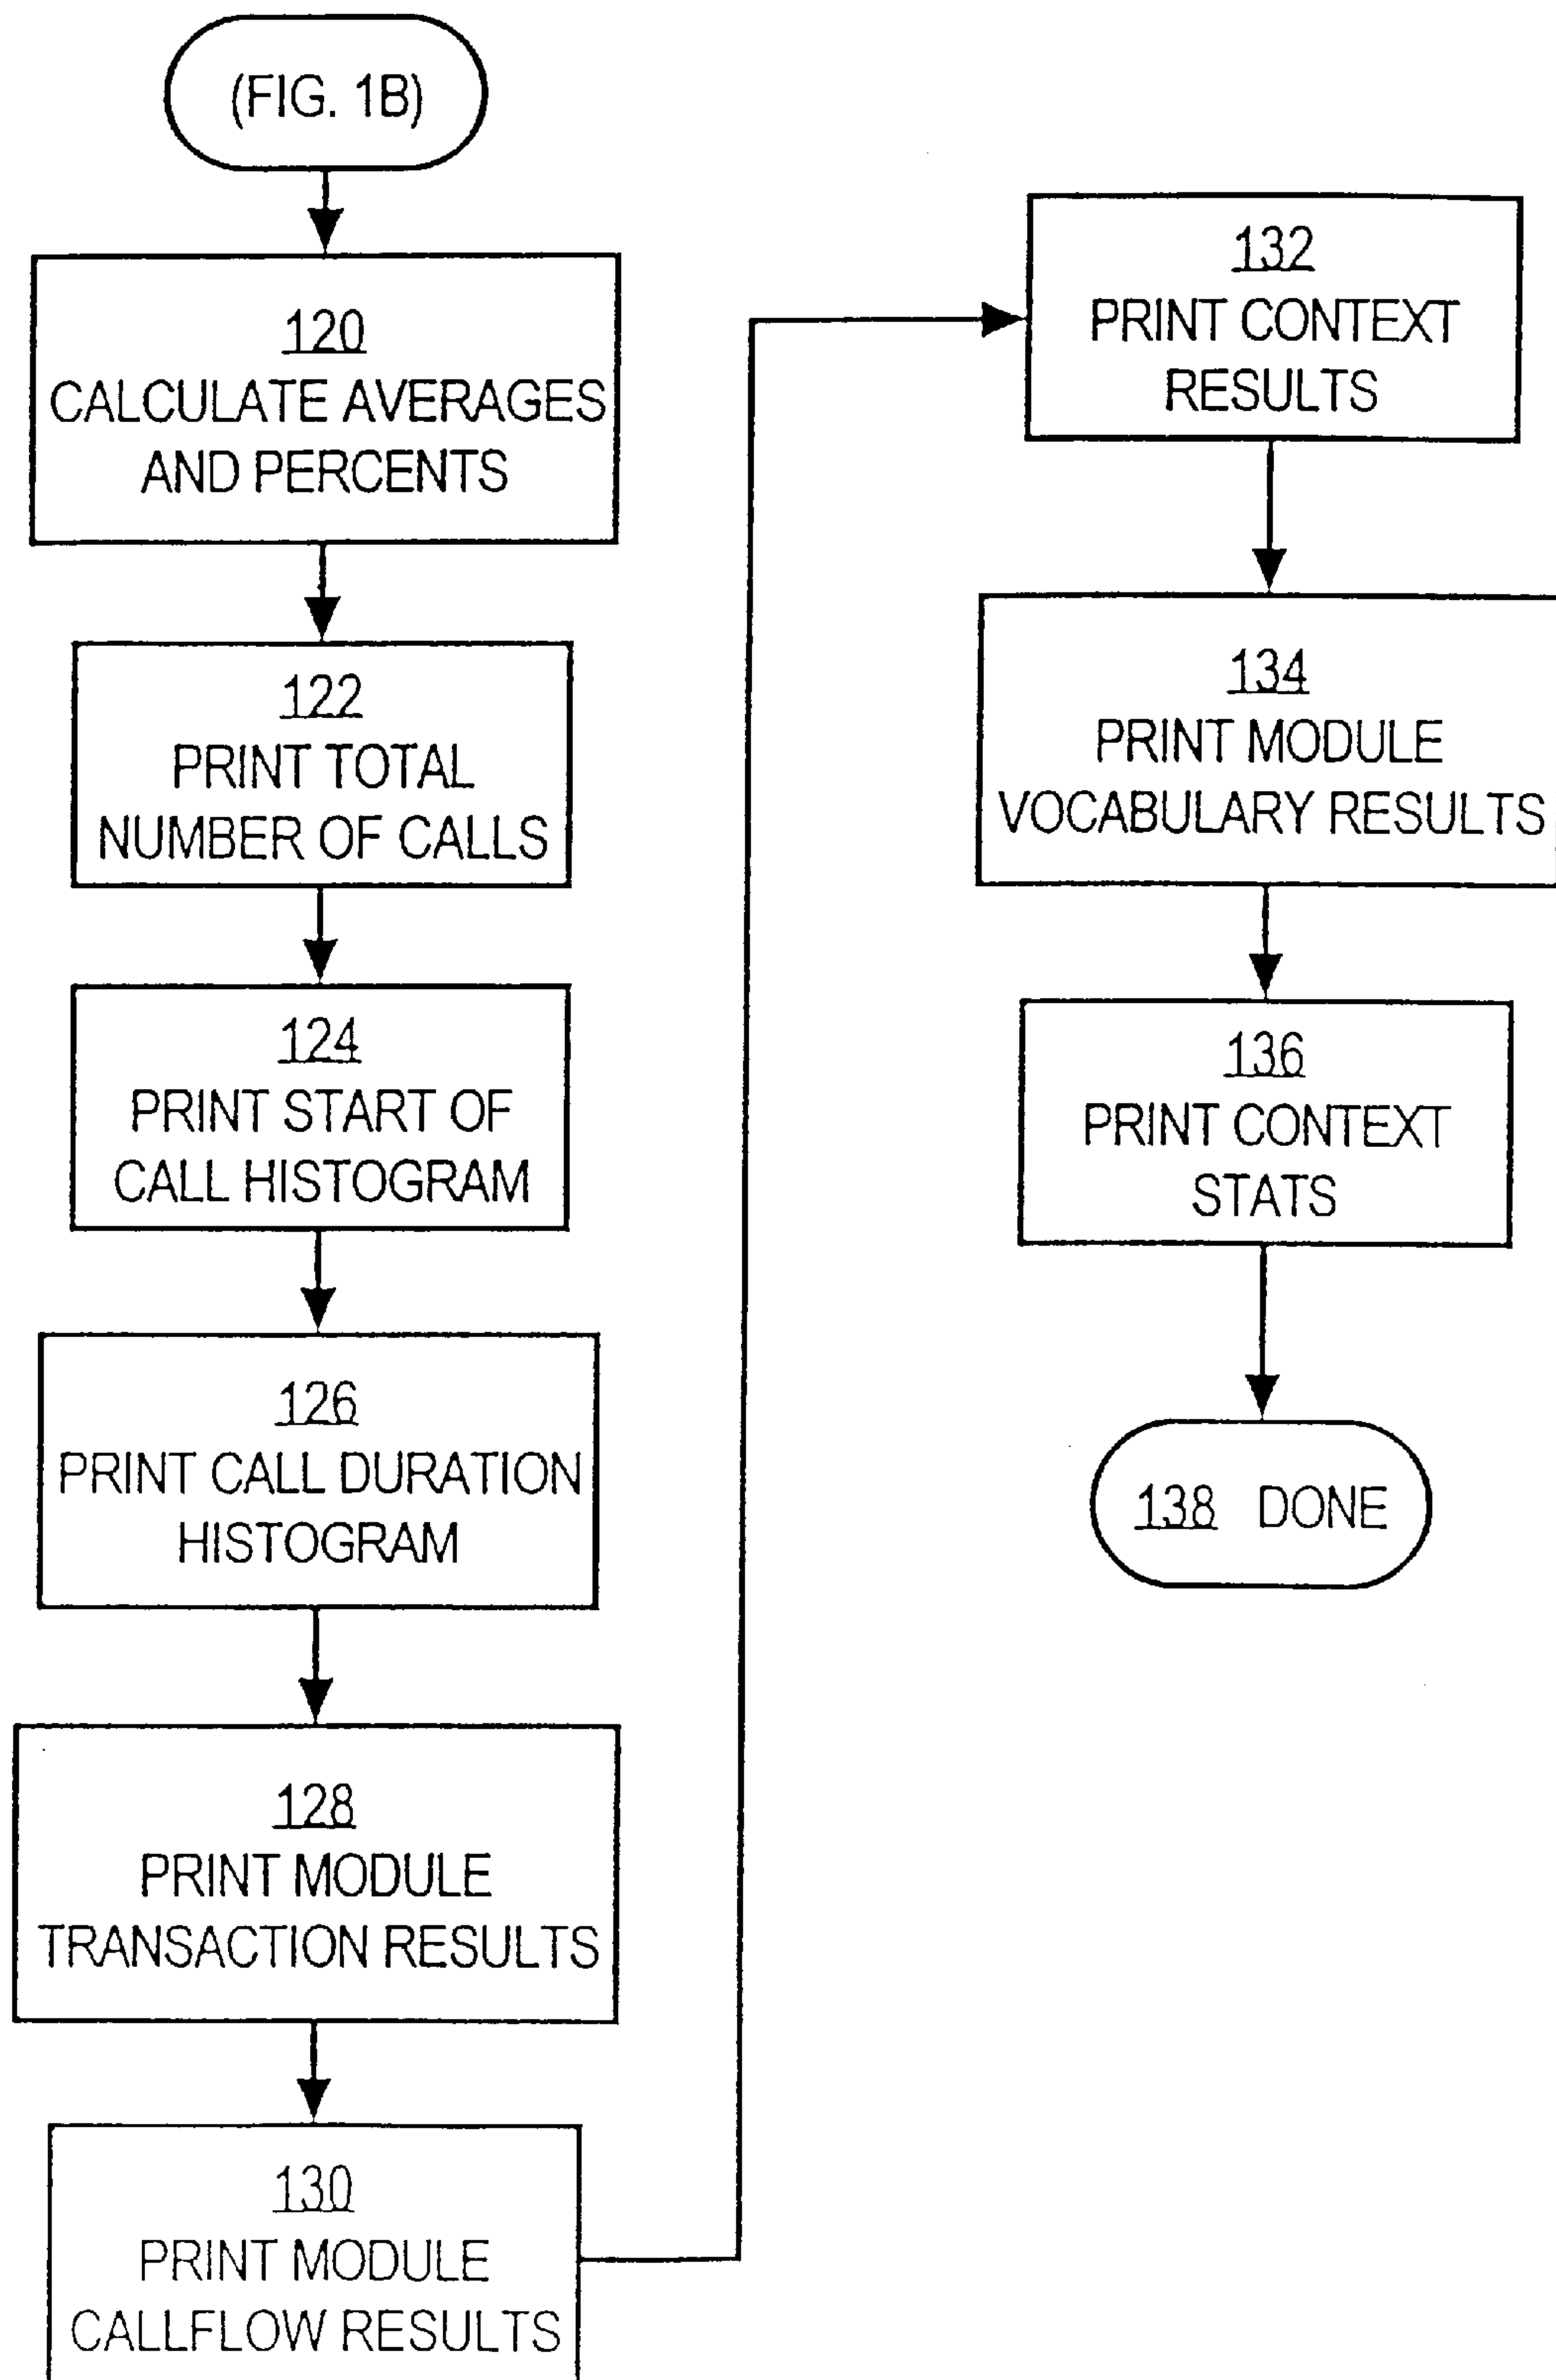 (FIG. 1B)
120
CALCULATE AVERAGES
AND PERCENTS
122
PRINT TOTAL
NUMBER OF CALLS
124
PRINT START OF
CALL HISTOGRAM
126
PRINT CALL DURATION
HISTOGRAM
128
PRINT MODULE
TRANSACTION RESULTS
130
PRINT MODULE
CALLFLOW RESULTS
132
PRINT CONTEXT
RESULTS
134
PRINT MODULE
VOCABULARY RESULTS
136
PRINT CONTEXT
STATS
138 DONE